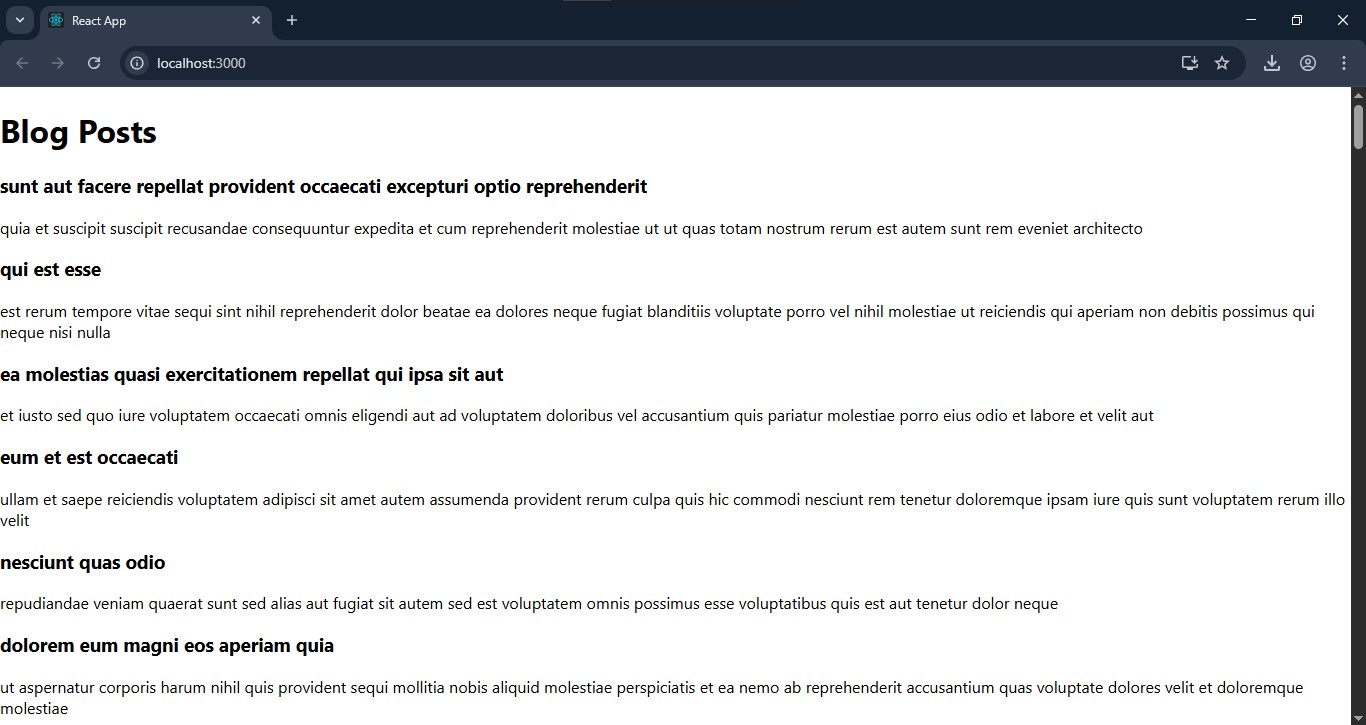 React App
localhost:3000
Blog Posts
sunt aut facere repellat provident occaecati excepturi optio reprehenderit
quia et suscipit suscipit recusandae consequuntur expedita et cum reprehenderit molestiae ut ut quas totam nostrum rerum est autem sunt rem eveniet architecto
qui est esse
est rerum tempore vitae sequi sint nihil reprehenderit dolor beatae ea dolores neque fugiat blanditiis voluptate porro vel nihil molestiae ut reiciendis qui aperiam non debitis possimus qui
neque nisi nulla
ea molestias quasi exercitationem repellat qui ipsa sit aut
et iusto sed quo iure voluptatem occaecati omnis eligendi aut ad voluptatem doloribus vel accusantium quis pariatur molestiae porro eius odio et labore et velit aut
eum et est occaecati
ullam et saepe reiciendis voluptatem adipisci sit amet autem assumenda provident rerum culpa quis hic commodi nesciunt rem tenetur doloremque ipsam iure quis sunt voluptatem rerum illo
velit
nesciunt quas odio
repudiandae veniam quaerat sunt sed alias aut fugiat sit autem sed est voluptatem omnis possimus esse voluptatibus quis est aut tenetur dolor neque
dolorem eum magni eos aperiam quia
ut aspernatur corporis harum nihil quis provident sequi mollitia nobis aliquid molestiae perspiciatis et ea nemo ab reprehenderit accusantium quas voluptate dolores velit et doloremque
molestiae